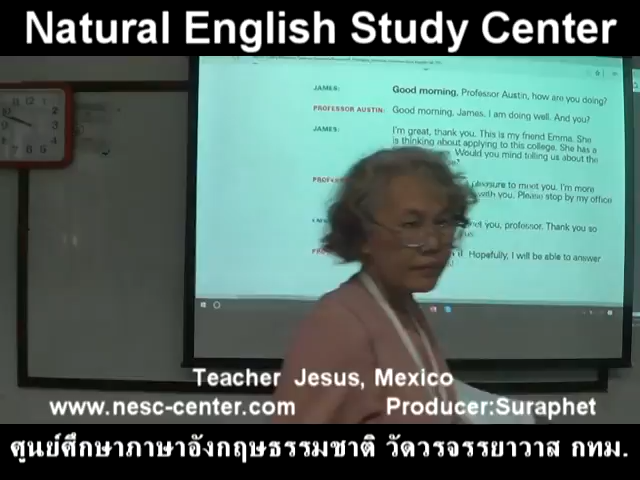 Natural English Study Center
JAMES: Good morning, Professor Austin, how are you doing?
PROFESSOR AUSTIN: Good morning, James. I am doing well. And you?
JAMES: I'm great, thank you. This is my friend Emma. She
is thinking about applying to this college. She has a
Would you mind telling us about the
pleasure to meet you. I'm more
with you. Please stop by my office
you, professor. Thank you so
Hopefully, I will be able to answer
Teacher Jesus, Mexico
www.nesc-center.com Producer:Suraphet
ศูนย์ศึกษาภาษาอังกฤษธรรมชาติ วัดวรจรรยาวาส กทม.